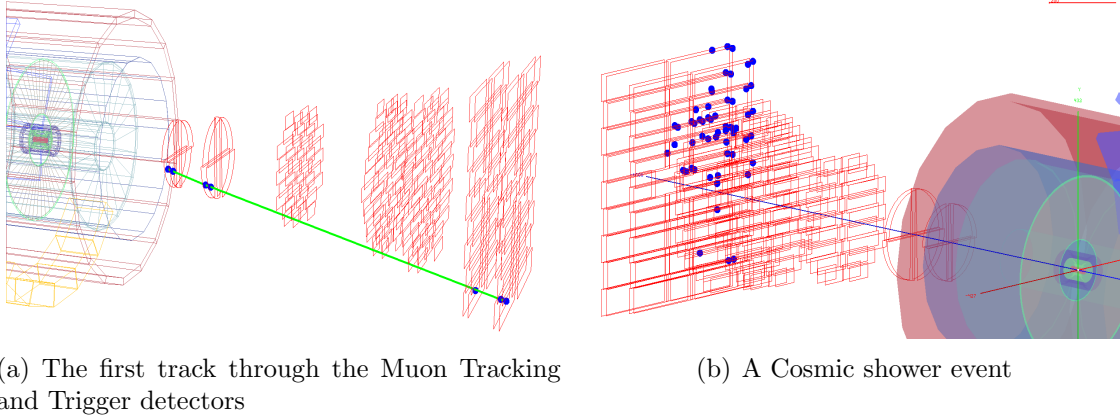 (a) The first track through the Muon Tracking
and Trigger detectors
(b) A Cosmic shower event